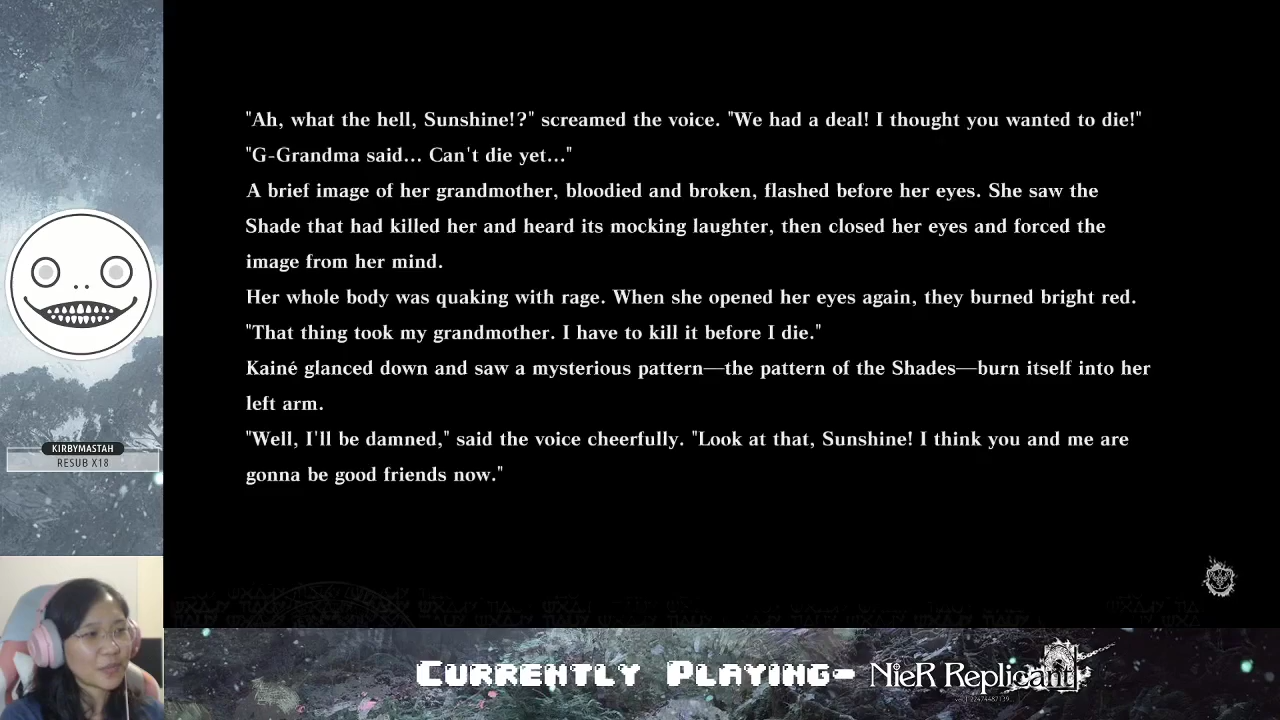 "Ah, what the hell, Sunshine!?" screamed the voice. "We had a deal! I thought you wanted to die!"
"G-Grandma said... Can't die yet..."
A brief image of her grandmother, bloodied and broken, flashed before her eyes. She saw the
Shade that had killed her and heard its mocking laughter, then closed her eyes and forced the
image from her mind.
Her whole body was quaking with rage. When she opened her eyes again, they burned bright red.
"That thing took my grandmother. I have to kill it before I die."
Kainé glanced down and saw a mysterious pattern—the pattern of the Shades—burn itself into her
left arm.
"Well, I'll be damned," said the voice cheerfully. "Look at that, Sunshine! I think you and me are
gonna be good friends now."
KIRBYMASTAH
RESUB X18
CURRENTLY PLAYING- NieR Replicant